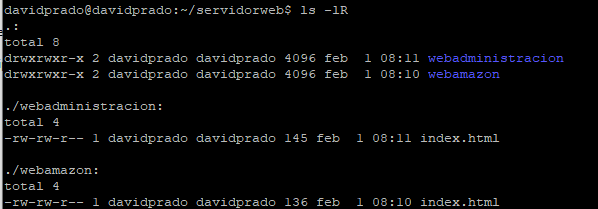 davidprado@davidprado:~/servidorweb$ ls -lR
.:
total 8
drwxrwxr-x 2 davidprado davidprado 4096 feb  1 08:11 webadministracion
drwxrwxr-x 2 davidprado davidprado 4096 feb  1 08:10 webamazon

./webadministracion:
total 4
-rw-rw-r-- 1 davidprado davidprado 145 feb  1 08:11 index.html

./webamazon:
total 4
-rw-rw-r-- 1 davidprado davidprado 136 feb  1 08:10 index.html